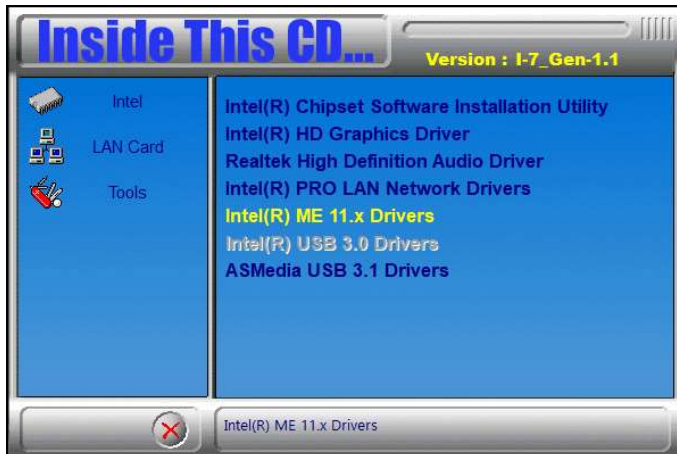 Inside This CD...
Version : I-7_Gen-1.1
Intel
LAN Card
Tools
Intel(R) Chipset Software Installation Utility
Intel(R) HD Graphics Driver
Realtek High Definition Audio Driver
Intel(R) PRO LAN Network Drivers
Intel(R) ME 11.x Drivers
Intel(R) USB 3.0 Drivers
ASMedia USB 3.1 Drivers
Intel(R) ME 11.x Drivers